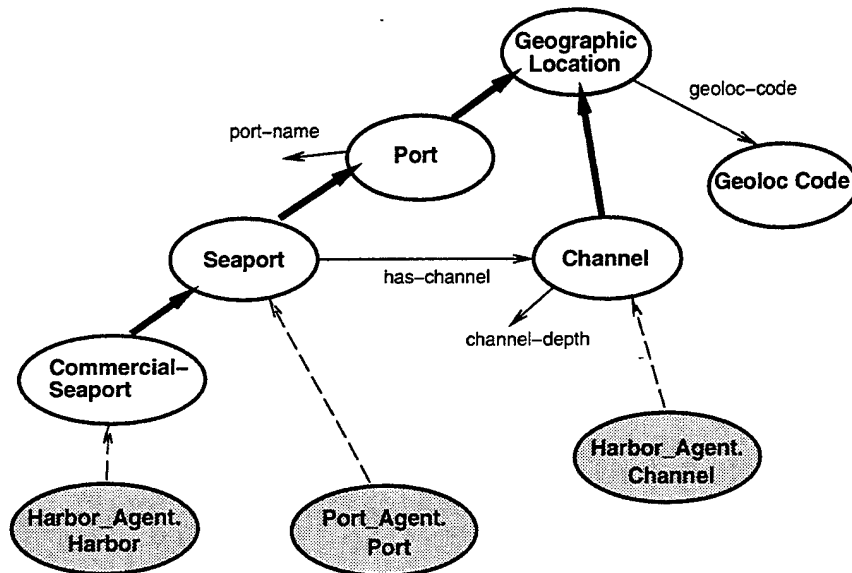 Geographic
Location
geoloc-code
port-name
Port
Geoloc Code
Seaport
has-channel
Channel
channel-depth
Commercial-
Seaport
Harbor_Agent.
Channel
Harbor_Agent.
Harbor
Port_Agent.
Port